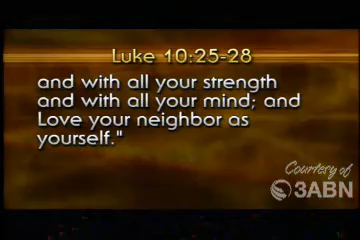 Luke 10:25-28
and with all your strength
and with all your mind; and
Love your neighbor as
yourself."
Courtesy of
3ABN